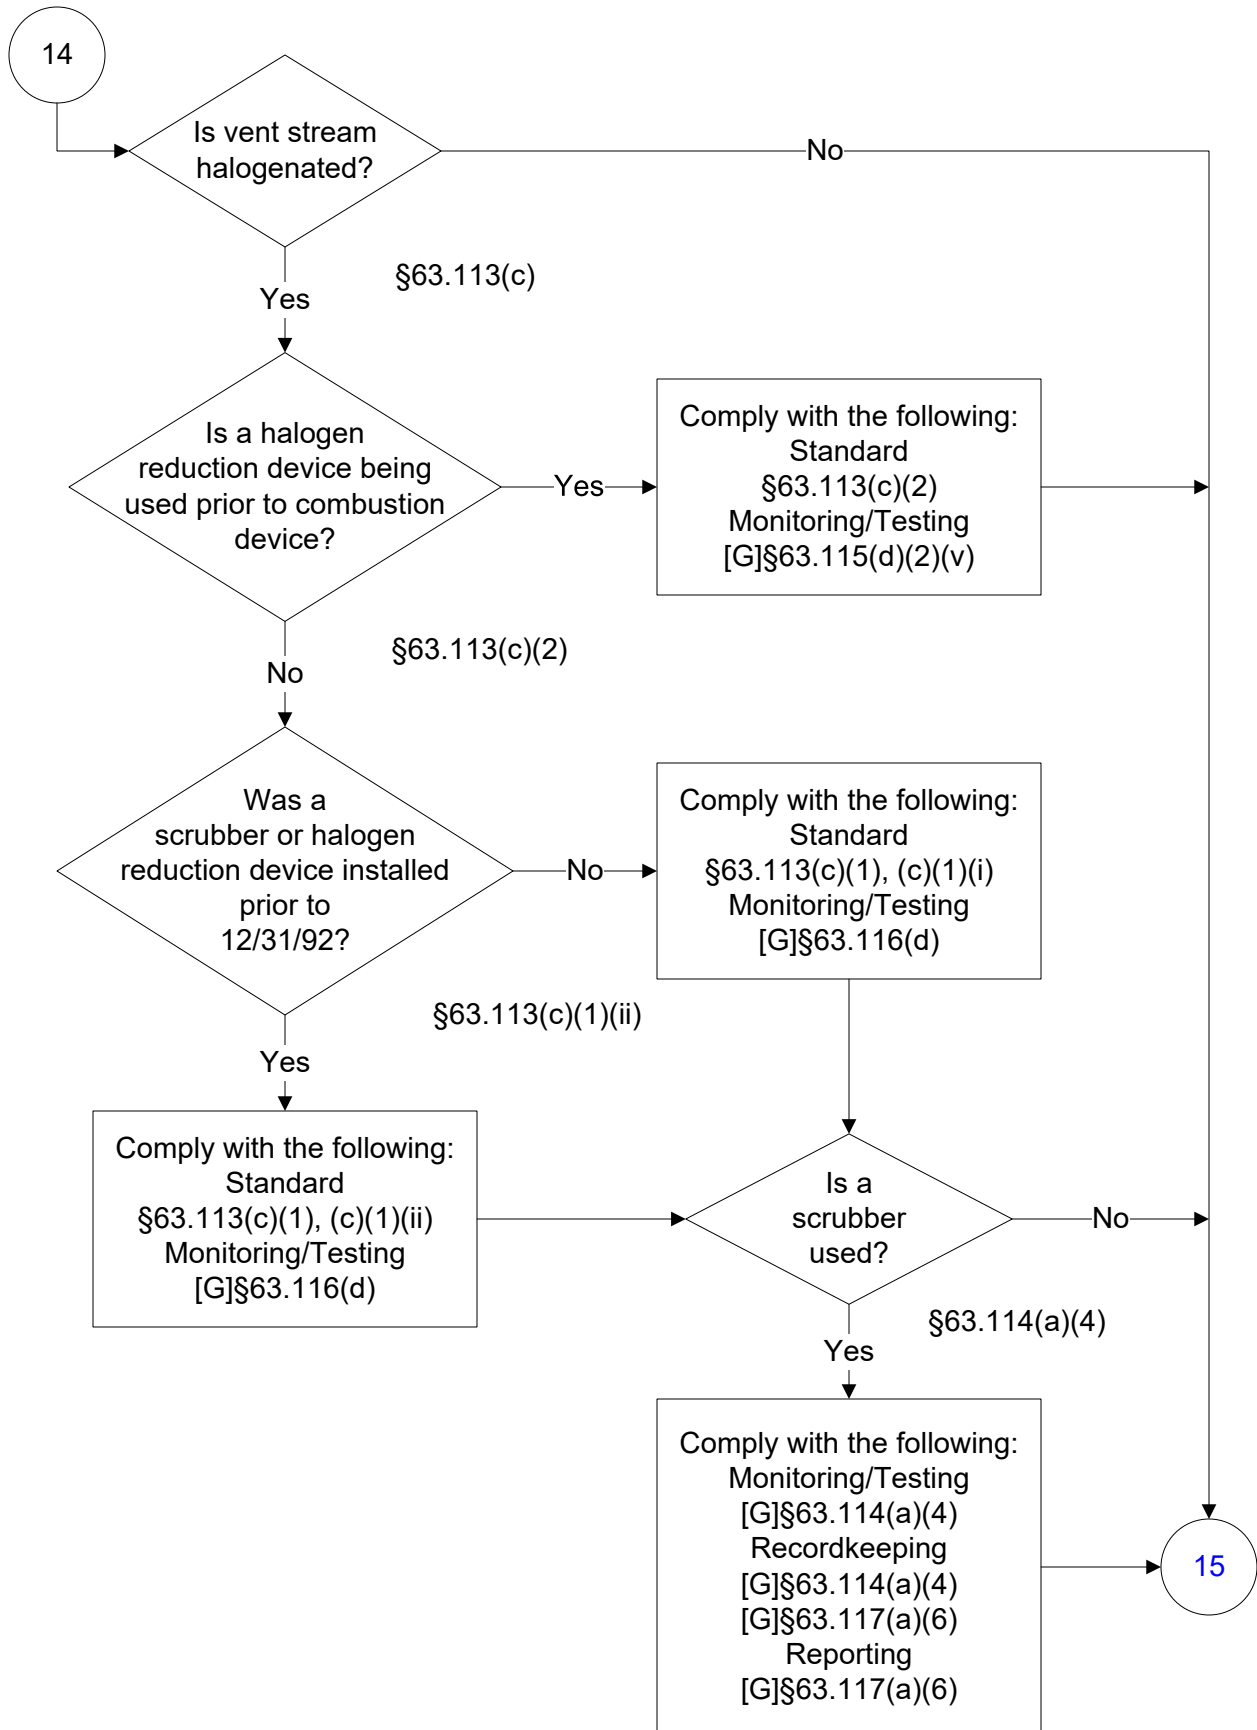 14
Is vent stream
halogenated?
No
§63.113(c)
Yes
Is a halogen
reduction device being
used prior to combustion
device?
Yes
Comply with the following:
Standard
§63.113(c)(2)
Monitoring/Testing
[G]§63.115(d)(2)(v)
§63.113(c)(2)
No
Was a
scrubber or halogen
reduction device installed
prior to
12/31/92?
No
Comply with the following:
Standard
§63.113(c)(1), (c)(1)(i)
Monitoring/Testing
[G]§63.116(d)
§63.113(c)(1)(ii)
Yes
Comply with the following:
Standard
§63.113(c)(1), (c)(1)(ii)
Monitoring/Testing
[G]§63.116(d)
Is a
scrubber
used?
No
§63.114(a)(4)
Yes
Comply with the following:
Monitoring/Testing
[G]§63.114(a)(4)
Recordkeeping
[G]§63.114(a)(4)
[G]§63.117(a)(6)
Reporting
[G]§63.117(a)(6)
15